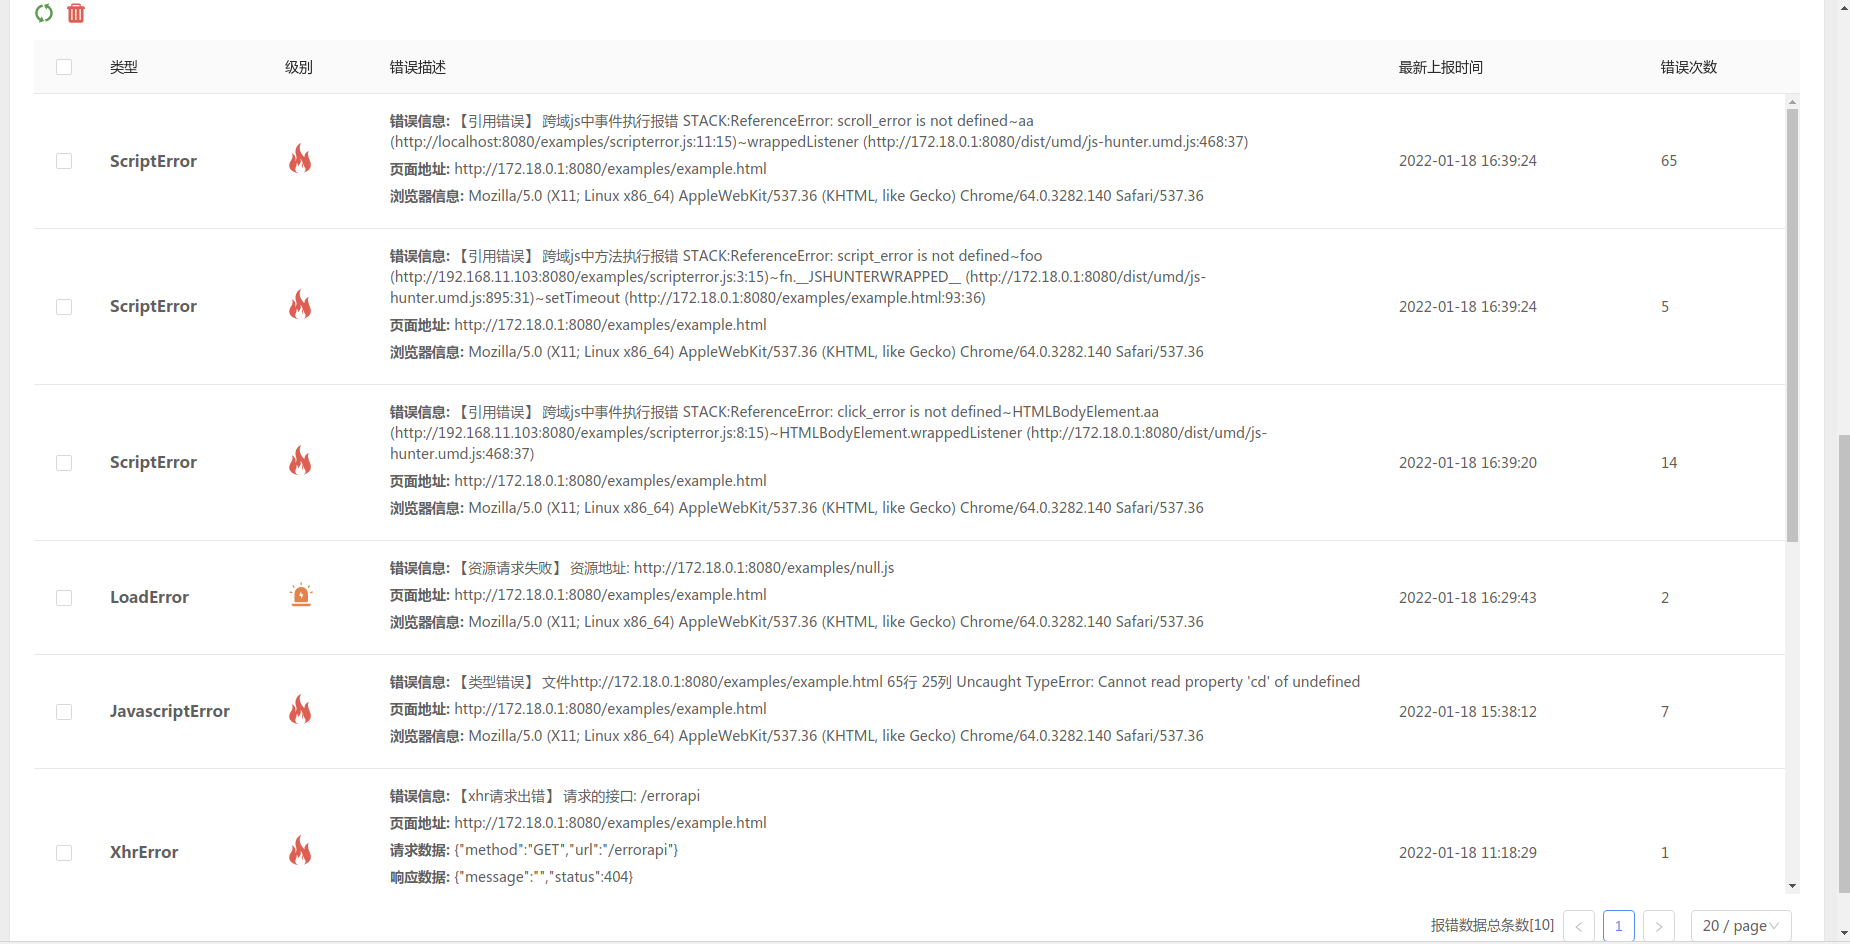 类型 级别 错误描述 最新上报时间 错误次数
错误信息: 【引用错误】 跨域js中事件执行报错 STACK:ReferenceError: scroll_error is not defined~aa
(http://localhost:8080/examples/scripterror.js:11:15)~wrappedListener (http://172.18.0.1:8080/dist/umd/js-hunter.umd.js:468:37)
ScriptError 2022-01-18 16:39:24 65
页面地址: http://172.18.0.1:8080/examples/example.html
浏览器信息: Mozilla/5.0 (X11; Linux x86_64) AppleWebKit/537.36 (KHTML, like Gecko) Chrome/64.0.3282.140 Safari/537.36
错误信息: 【引用错误】 跨域js中方法执行报错 STACK:ReferenceError: script_error is not defined~foo
(http://192.168.11.103:8080/examples/scripterror.js:3:15)~fn.__JSHUNTERWRAPPED__ (http://172.18.0.1:8080/dist/umd/js-
hunter.umd.js:895:31)~setTimeout (http://172.18.0.1:8080/examples/example.html:93:36)
ScriptError 2022-01-18 16:39:24 5
页面地址: http://172.18.0.1:8080/examples/example.html
浏览器信息: Mozilla/5.0 (X11; Linux x86_64) AppleWebKit/537.36 (KHTML, like Gecko) Chrome/64.0.3282.140 Safari/537.36
错误信息: 【引用错误】 跨域js中事件执行报错 STACK:ReferenceError: click_error is not defined~HTMLBodyElement.aa
(http://192.168.11.103:8080/examples/scripterror.js:8:15)~HTMLBodyElement.wrappedListener (http://172.18.0.1:8080/dist/umd/js-
hunter.umd.js:468:37)
ScriptError 2022-01-18 16:39:20 14
页面地址: http://172.18.0.1:8080/examples/example.html
浏览器信息: Mozilla/5.0 (X11; Linux x86_64) AppleWebKit/537.36 (KHTML, like Gecko) Chrome/64.0.3282.140 Safari/537.36
错误信息: 【资源请求失败】 资源地址: http://172.18.0.1:8080/examples/null.js
LoadError 页面地址: http://172.18.0.1:8080/examples/example.html 2022-01-18 16:29:43 2
浏览器信息: Mozilla/5.0 (X11; Linux x86_64) AppleWebKit/537.36 (KHTML, like Gecko) Chrome/64.0.3282.140 Safari/537.36
错误信息: 【类型错误】 文件http://172.18.0.1:8080/examples/example.html 65行 25列 Uncaught TypeError: Cannot read property 'cd' of undefined
JavascriptError 页面地址: http://172.18.0.1:8080/examples/example.html 2022-01-18 15:38:12 7
浏览器信息: Mozilla/5.0 (X11; Linux x86_64) AppleWebKit/537.36 (KHTML, like Gecko) Chrome/64.0.3282.140 Safari/537.36
错误信息: 【xhr请求出错】 请求的接口: /errorapi
页面地址: http://172.18.0.1:8080/examples/example.html
XhrError 请求数据: {"method":"GET","url":"/errorapi"} 2022-01-18 11:18:29 1
响应数据: {"message":"","status":404}
报错数据总条数[10] < 1 > 20 / page